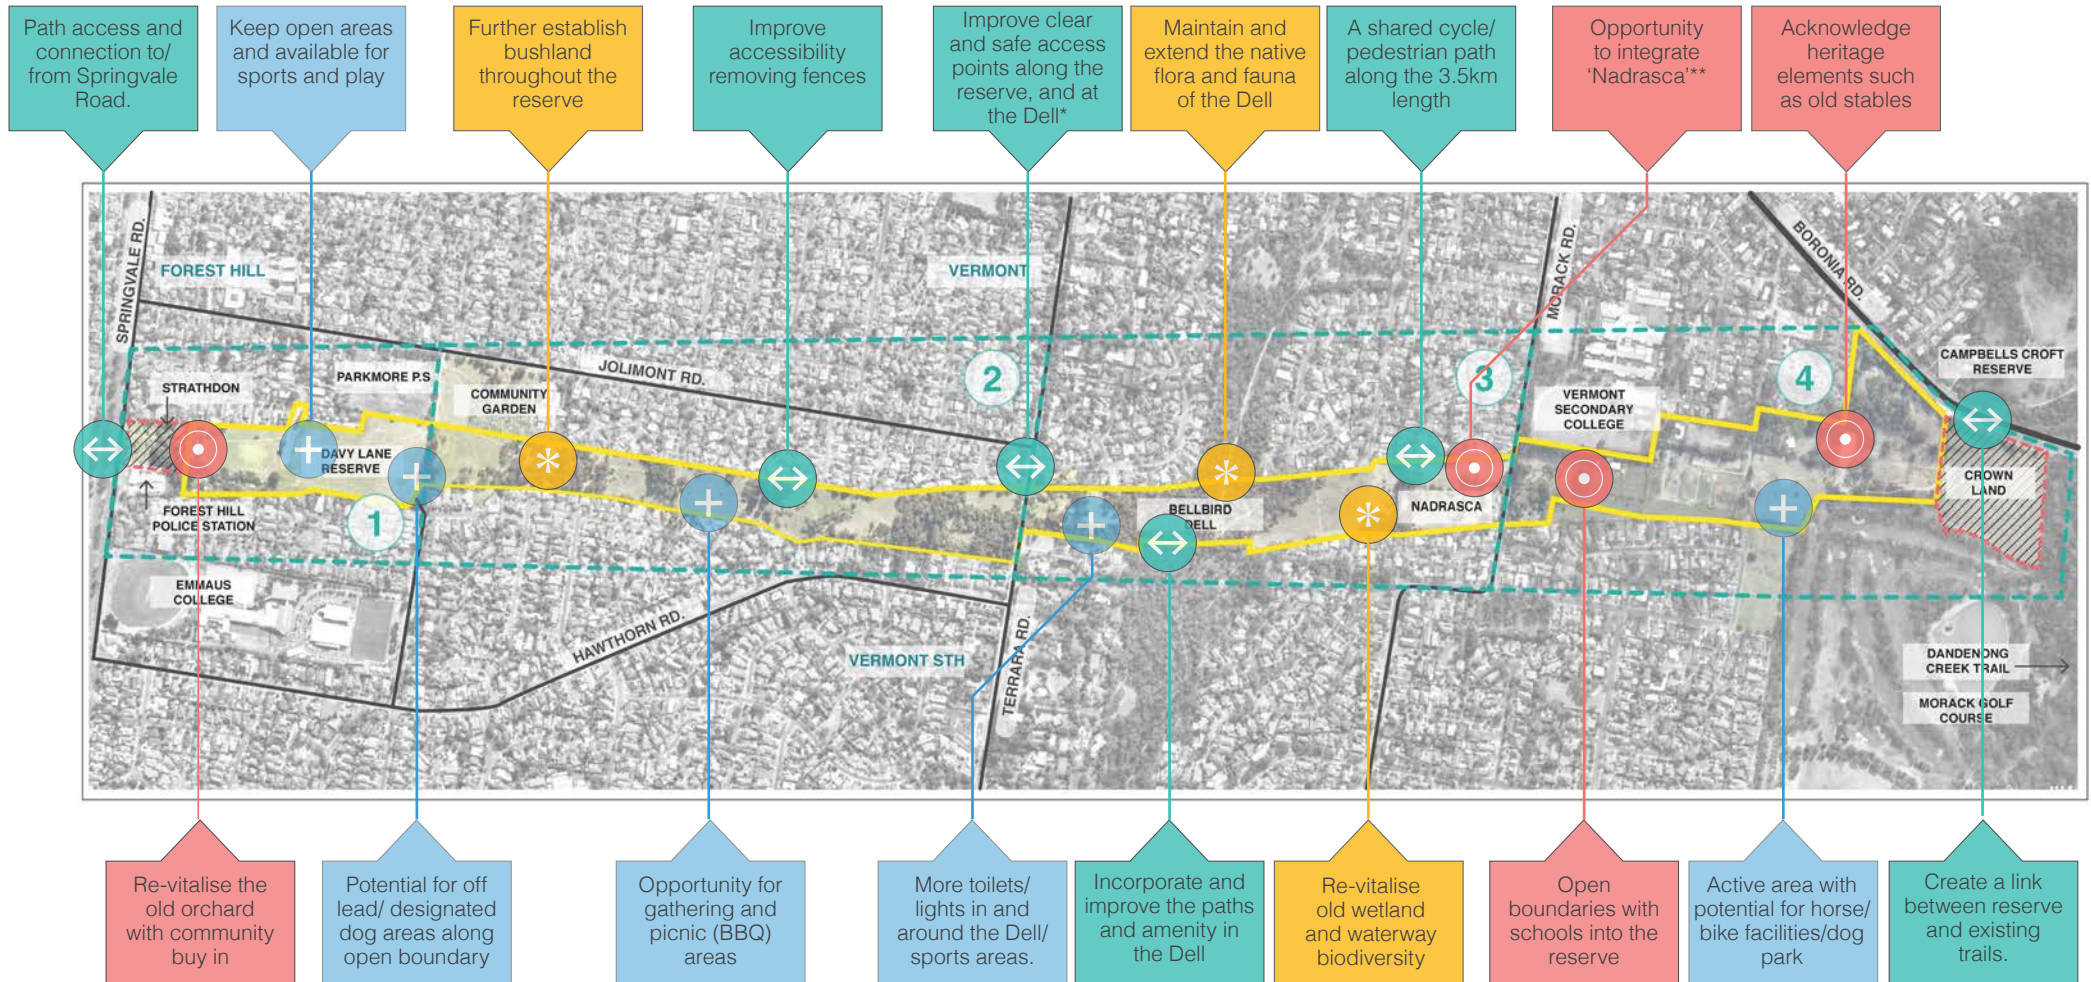 Path access and
connection to/
from Springvale
Road.
Keep open areas
and available for
sports and play
Further establish
bushland
throughout the
reserve
Improve
accessibility
removing fences
Improve clear
and safe access
points along the
reserve, and at
the Dell*
Maintain and
extend the native
flora and fauna
of the Dell
A shared cycle/
pedestrian path
along the 3.5km
length
Opportunity
to integrate
‘Nadrasca’**
Acknowledge
heritage
elements such
as old stables
SPRINGVALE RD.
FOREST HILL
VERMONT
MORACK RD.
BORONIA RD.
STRATHDON
PARKMORE P.S
COMMUNITY
GARDEN
JOLIMONT RD.
2
3
4
CAMPBELLS CROFT
RESERVE
VERMONT
SECONDARY
COLLEGE
DAVY LANE
RESERVE
FOREST HILL
POLICE STATION
1
BELLBIRD
DELL
NADRASCA
CROWN
LAND
EMMAUS
COLLEGE
HAWTHORN RD.
VERMONT STH
TERRARA RD.
DANDENONG
CREEK TRAIL
MORACK GOLF
COURSE
Re-vitalise the
old orchard
with community
buy in
Potential for off
lead/ designated
dog areas along
open boundary
Opportunity for
gathering and
picnic (BBQ)
areas
More toilets/
lights in and
around the Dell/
sports areas.
Incorporate and
improve the paths
and amenity in
the Dell
Re-vitalise
old wetland
and waterway
biodiversity
Open
boundaries with
schools into the
reserve
Active area with
potential for horse/
bike facilities/dog
park
Create a link
between reserve
and existing
trails.